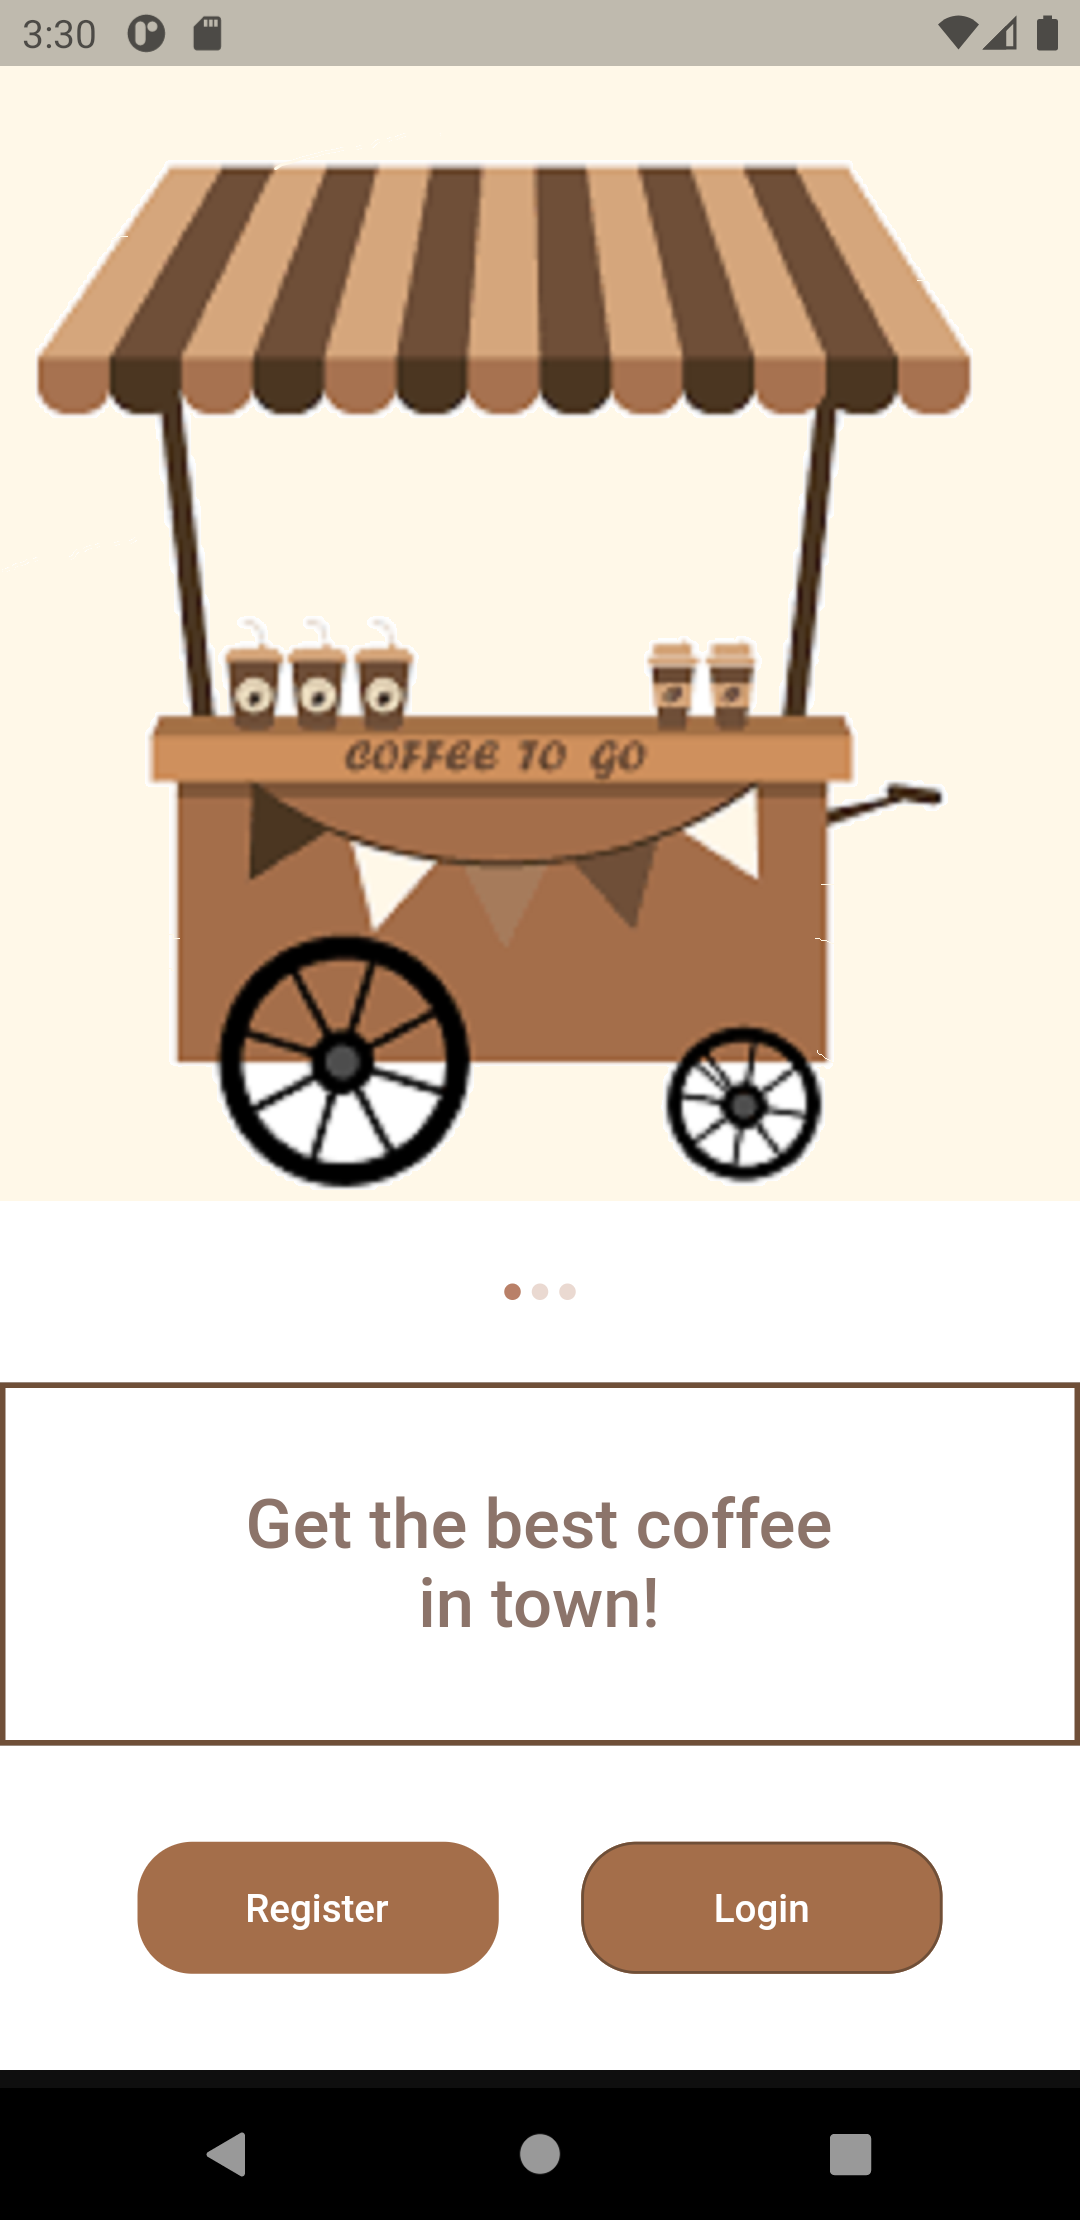 3:30
COFFEE TO GO
Get the best coffee
in town!
Register
Login